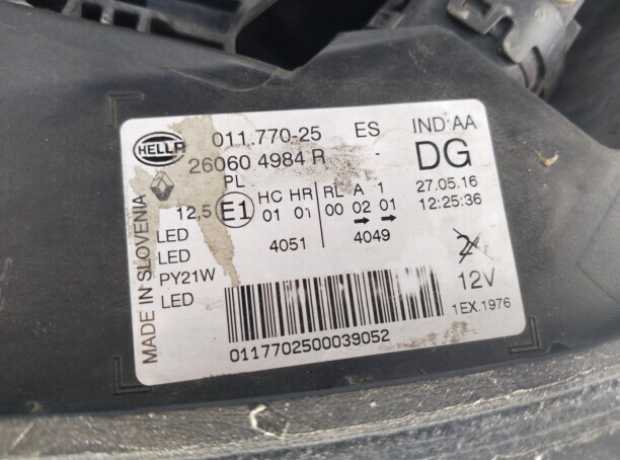 HELLA 011.770-25 ES IND:AA
26060 4984 R - DG
PL 27.05.16
12,5 E1 HC HR RL A 1 12:25:36
01 01 00 02 01
LED 4051 4049 2
LED
PY21W 12V
LED 1EX.1976
0117702500039052
MADE IN SLOVENIA